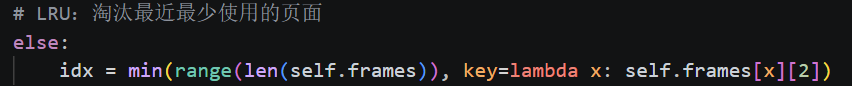 # LRU：淘汰最近最少使用的页面
else:
    idx = min(range(len(self.frames)), key=lambda x: self.frames[x][2])